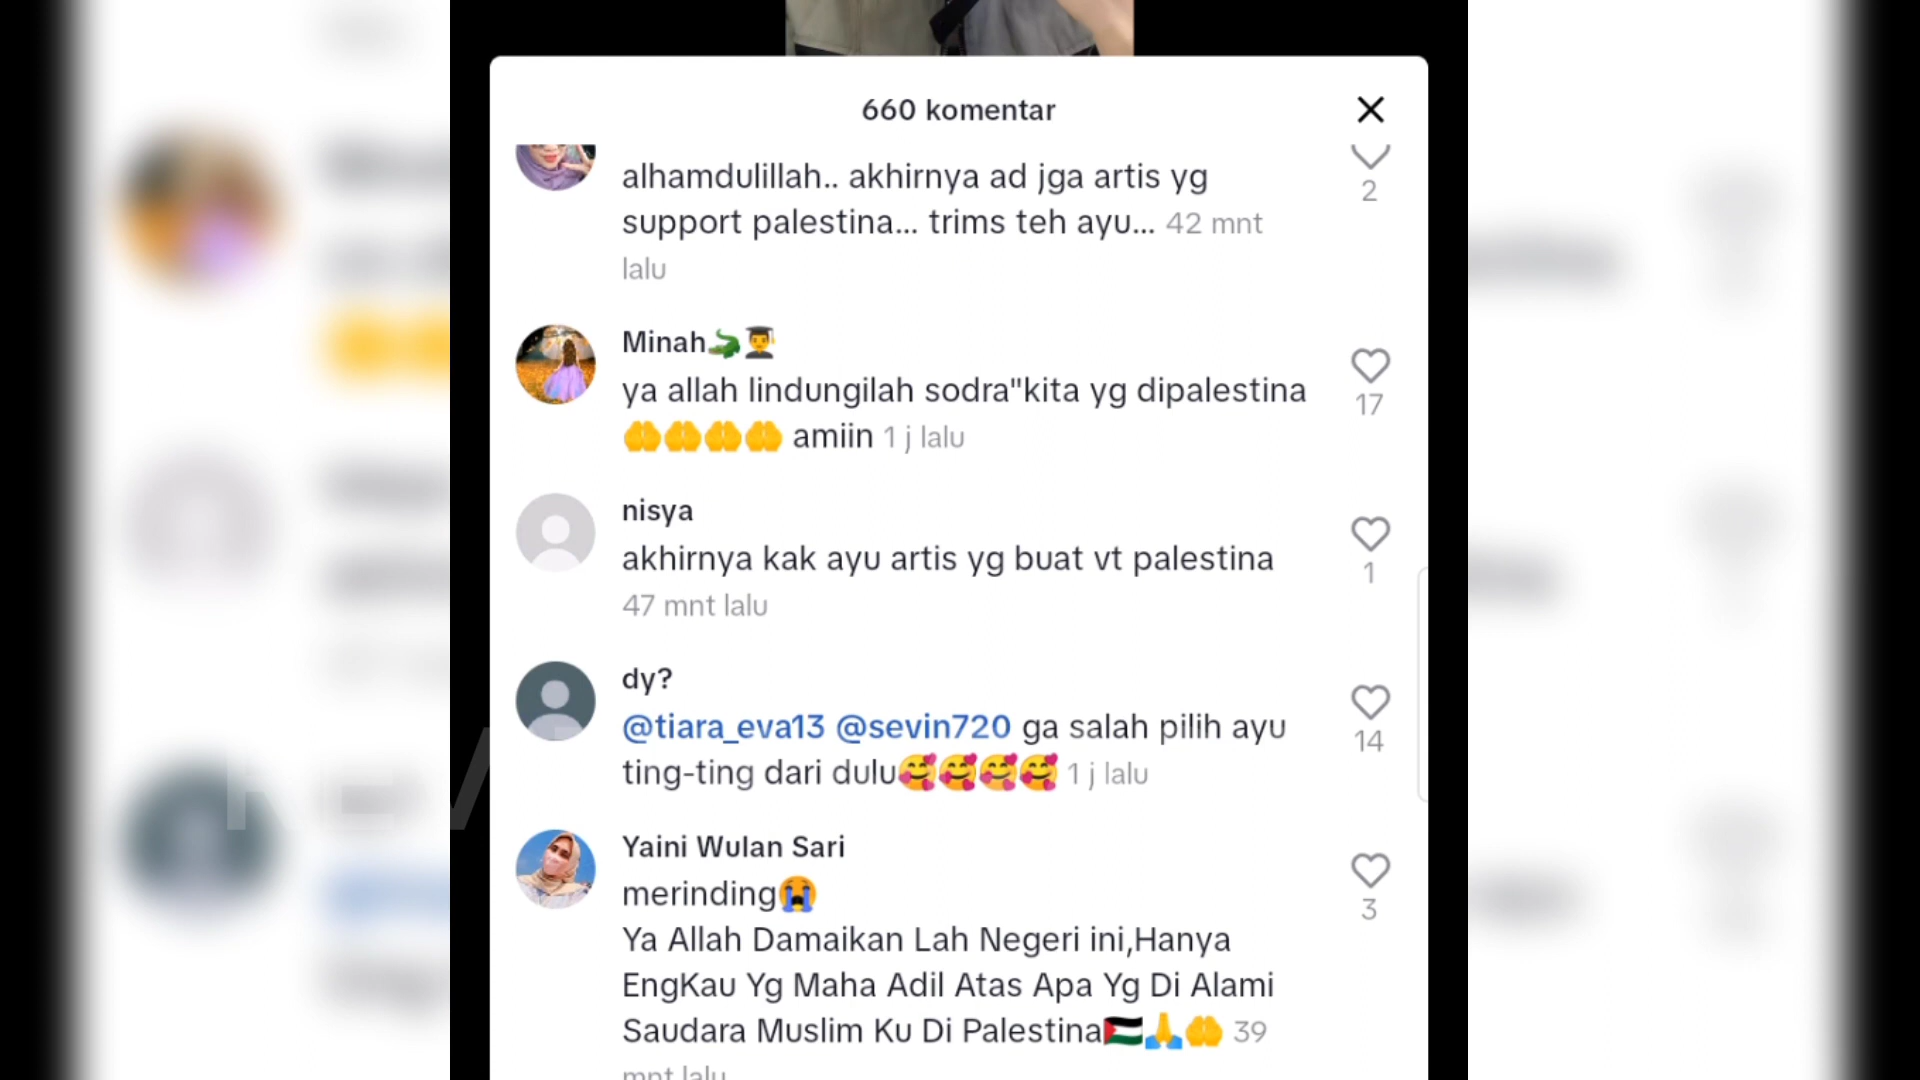 660 komentar
alhamdulillah.. akhirnya ad jga artis yg
2
support palestina... trims teh ayu... 42 mnt
lalu
Minah🐊👨‍🎓
ya allah lindungilah sodra"kita yg dipalestina
17
🤲🤲🤲🤲 amiin 1 j lalu
nisya
akhirnya kak ayu artis yg buat vt palestina
1
47 mnt lalu
dy?
@tiara_eva13 @sevin720 ga salah pilih ayu
14
ting-ting dari dulu🥰🥰🥰🥰 1 j lalu
Yaini Wulan Sari
merinding😭
3
Ya Allah Damaikan Lah Negeri ini,Hanya
EngKau Yg Maha Adil Atas Apa Yg Di Alami
Saudara Muslim Ku Di Palestina🇵🇸🙏🤲 39
mnt lalu